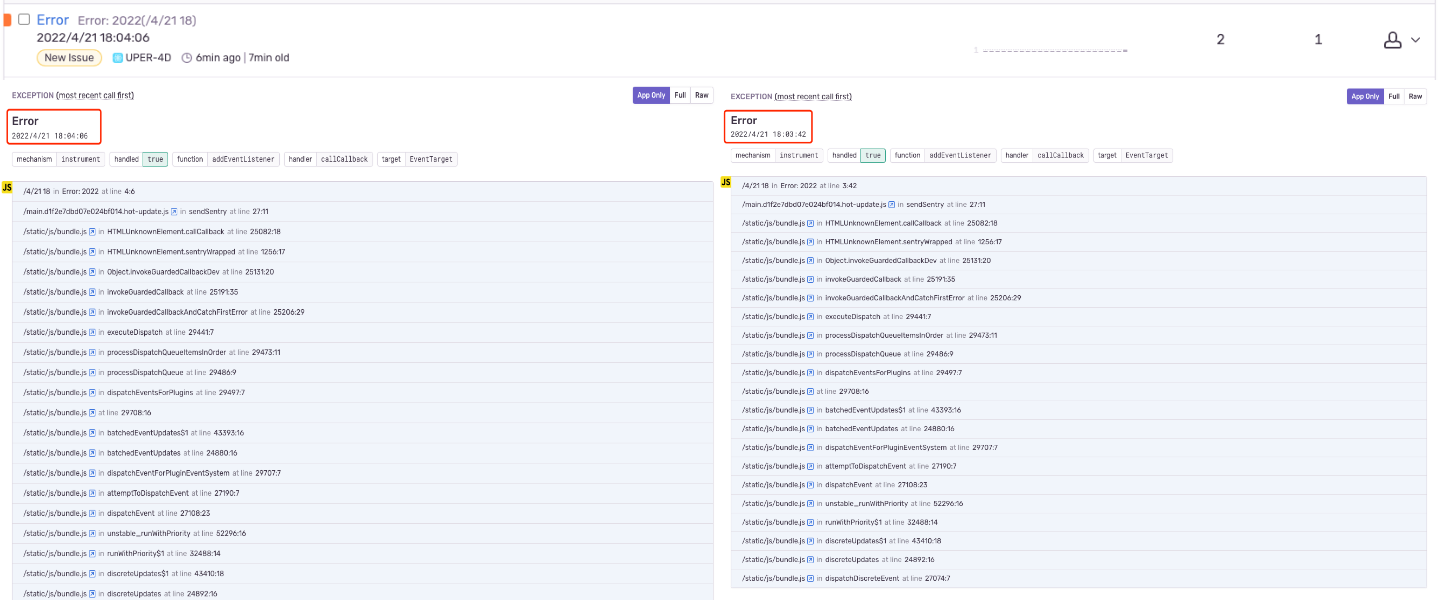 Error Error: 2022(/4/21 18)
2022/4/21 18:04:06
New Issue UPER-4D 6min ago | 7min old
1
2
1
EXCEPTION (most recent call first)
App Only Full Raw
Error
2022/4/21 18:04:06
mechanism instrument handled true function addEventListener handler callCallback target EventTarget
JS
/4/21 18 in Error: 2022 at line 4:6
/main.d1f2e7dbd07e024bf014.hot-update.js in sendSentry at line 27:11
/static/js/bundle.js in HTMLUnknownElement.callCallback at line 25082:18
/static/js/bundle.js in HTMLUnknownElement.sentryWrapped at line 1256:17
/static/js/bundle.js in Object.invokeGuardedCallbackDev at line 25131:20
/static/js/bundle.js in invokeGuardedCallback at line 25191:35
/static/js/bundle.js in invokeGuardedCallbackAndCatchFirstError at line 25206:29
/static/js/bundle.js in executeDispatch at line 29441:7
/static/js/bundle.js in processDispatchQueueItemsInOrder at line 29473:11
/static/js/bundle.js in processDispatchQueue at line 29486:9
/static/js/bundle.js in dispatchEventsForPlugins at line 29497:7
/static/js/bundle.js at line 29708:16
/static/js/bundle.js in batchedEventUpdates$1 at line 43393:16
/static/js/bundle.js in batchedEventUpdates at line 24880:16
/static/js/bundle.js in dispatchEventForPluginEventSystem at line 29707:7
/static/js/bundle.js in attemptToDispatchEvent at line 27190:7
/static/js/bundle.js in dispatchEvent at line 27108:23
/static/js/bundle.js in unstable_runWithPriority at line 52296:16
/static/js/bundle.js in runWithPriority$1 at line 32488:14
/static/js/bundle.js in discreteUpdates$1 at line 43410:18
/static/js/bundle.js in discreteUpdates at line 24892:16
EXCEPTION (most recent call first)
App Only Full Raw
Error
2022/4/21 18:03:42
mechanism instrument handled true function addEventListener handler callCallback target EventTarget
JS
/4/21 18 in Error: 2022 at line 3:42
/main.d1f2e7dbd07e024bf014.hot-update.js in sendSentry at line 27:11
/static/js/bundle.js in HTMLUnknownElement.callCallback at line 25082:18
/static/js/bundle.js in HTMLUnknownElement.sentryWrapped at line 1256:17
/static/js/bundle.js in Object.invokeGuardedCallbackDev at line 25131:20
/static/js/bundle.js in invokeGuardedCallback at line 25191:35
/static/js/bundle.js in invokeGuardedCallbackAndCatchFirstError at line 25206:29
/static/js/bundle.js in executeDispatch at line 29441:7
/static/js/bundle.js in processDispatchQueueItemsInOrder at line 29473:11
/static/js/bundle.js in processDispatchQueue at line 29486:9
/static/js/bundle.js in dispatchEventsForPlugins at line 29497:7
/static/js/bundle.js at line 29708:16
/static/js/bundle.js in batchedEventUpdates$1 at line 43393:16
/static/js/bundle.js in batchedEventUpdates at line 24880:16
/static/js/bundle.js in dispatchEventForPluginEventSystem at line 29707:7
/static/js/bundle.js in attemptToDispatchEvent at line 27190:7
/static/js/bundle.js in dispatchEvent at line 27108:23
/static/js/bundle.js in unstable_runWithPriority at line 52296:16
/static/js/bundle.js in runWithPriority$1 at line 32488:14
/static/js/bundle.js in discreteUpdates$1 at line 43410:18
/static/js/bundle.js in discreteUpdates at line 24892:16
/static/js/bundle.js in dispatchDiscreteEvent at line 27074:7